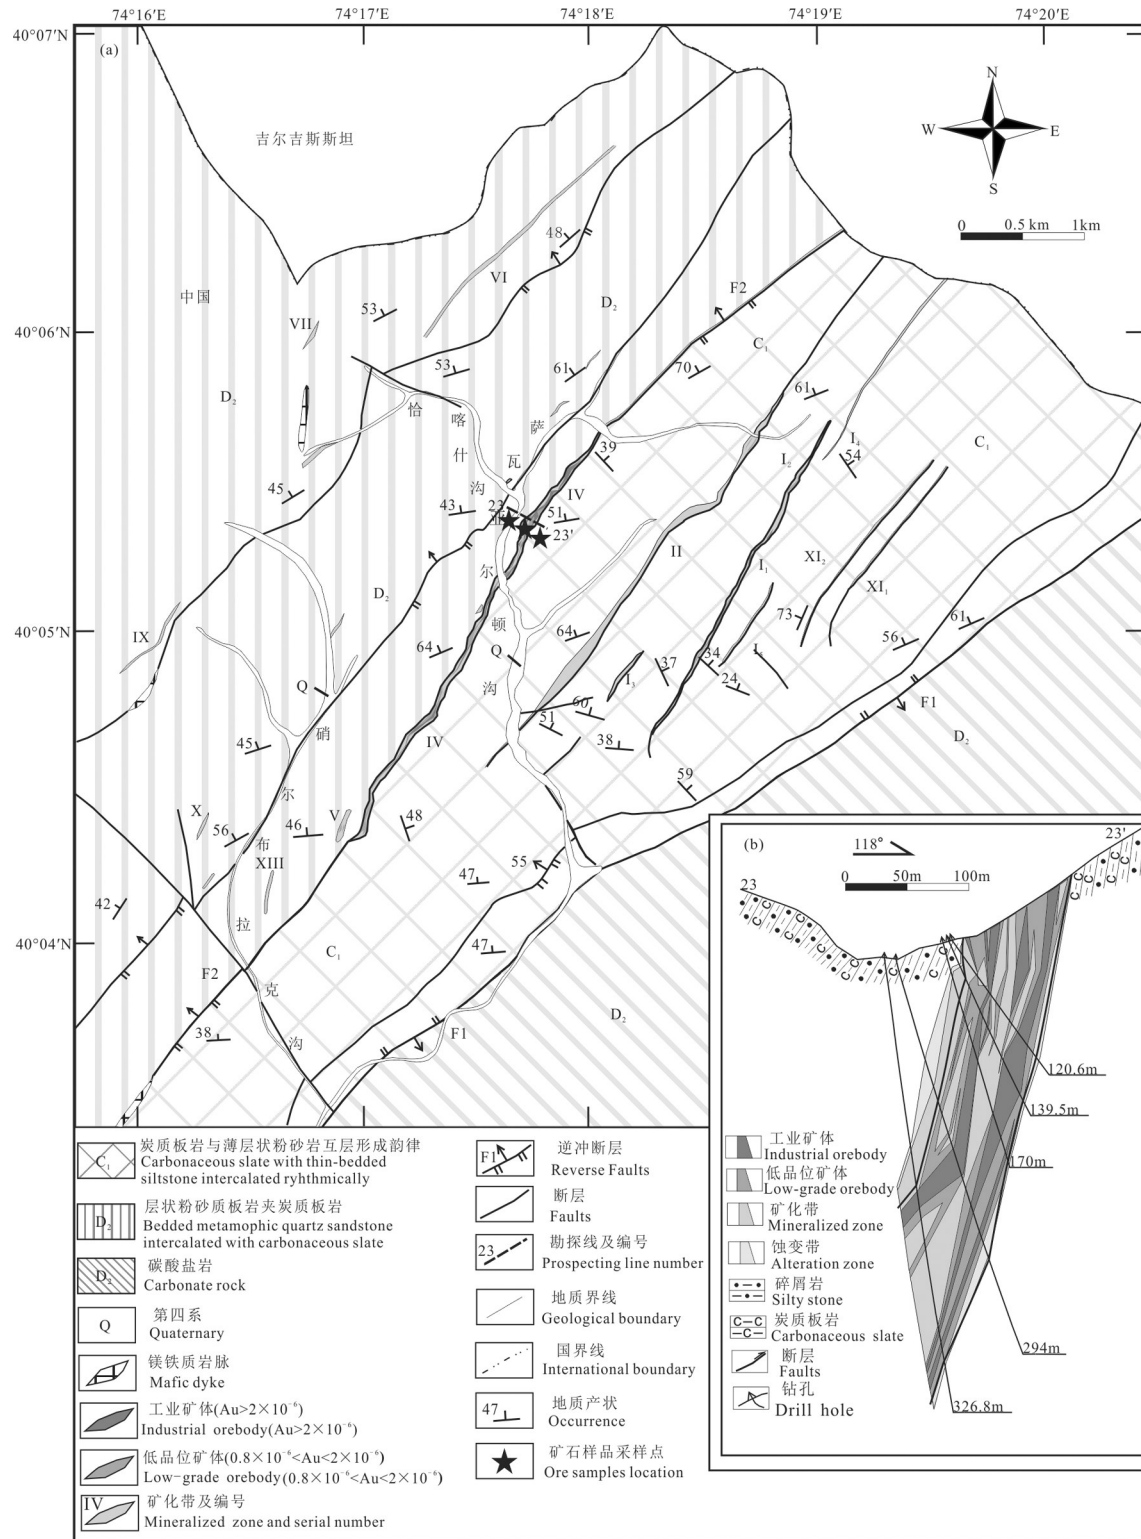 74°16′E
74°17′E
74°18′E
74°19′E
74°20′E
40°07′N
(a)
N
W
E
S
吉尔吉斯斯坦
0
0.5 km
1km
48
VI
中国
53
VII
D₂
F2
40°06′N
C₁
53
61
70
D₂
61
恰
喀
什
沟
萨
瓦
亚
尔
顿
沟
39
I₂
I₄
54
C₁
45
43
23
51
IV
23'
II
I₁
XI₂
XI₁
D₂
73
61
40°05′N
IX
64
Q
64
56
37
34
24
I₃
Q
硝
尔
布
拉
克
沟
60
51
F1
45
IV
38
D₂
59
X
V
56
46
48
XIII
55
47
42
47
40°04′N
C₁
F2
D₂
38
F1
(b)
118°
23'
0
50m
100m
23
120.6m
139.5m
170m
294m
326.8m
工业矿体
Industrial orebody
低品位矿体
Low-grade orebody
矿化带
Mineralized zone
蚀变带
Alteration zone
碎屑岩
Silty stone
炭质板岩
Carbonaceous slate
断层
Faults
钻孔
Drill hole
C₁
炭质板岩与薄层状粉砂岩互层形成韵律
Carbonaceous slate with thin-bedded
siltstone intercalated ryhthmically
D₂
层状粉砂质板岩夹炭质板岩
Bedded metamophic quartz sandstone
intercalated with carbonaceous slate
D₂
碳酸盐岩
Carbonate rock
Q
第四系
Quaternary
镁铁质岩脉
Mafic dyke
工业矿体(Au>2×10⁻⁶)
Industrial orebody(Au>2×10⁻⁶)
低品位矿体(0.8×10⁻⁶<Au<2×10⁻⁶)
Low-grade orebody(0.8×10⁻⁶<Au<2×10⁻⁶)
IV
矿化带及编号
Mineralized zone and serial number
F1
逆冲断层
Reverse Faults
断层
Faults
23
勘探线及编号
Prospecting line number
地质界线
Geological boundary
国界线
International boundary
47
地质产状
Occurrence
矿石样品采样点
Ore samples location